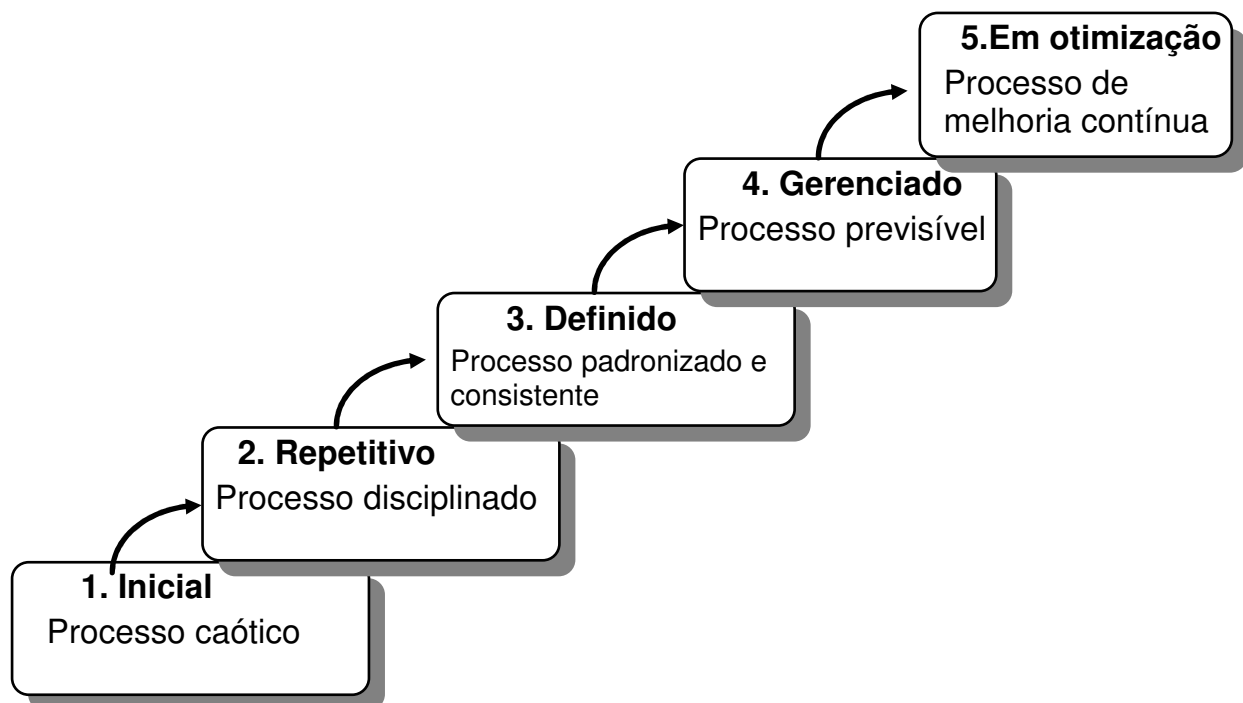 5.Em otimização
Processo de
melhoria contínua
4. Gerenciado
Processo previsível
3. Definido
Processo padronizado e
consistente
2. Repetitivo
Processo disciplinado
1. Inicial
Processo caótico